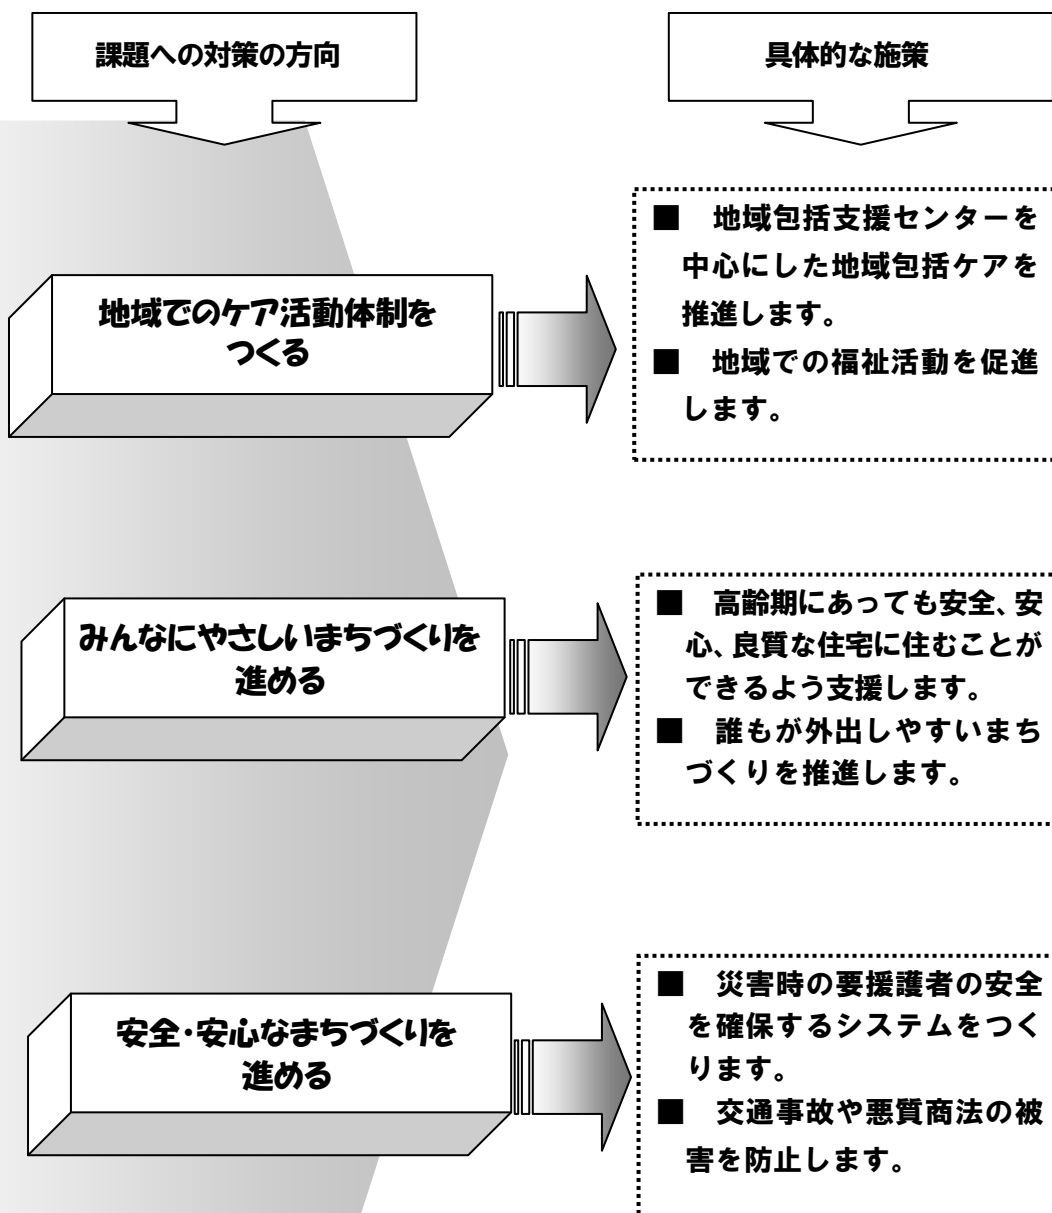 課題への対策の方向
具体的な施策
地域でのケア活動体制を
つくる
■　地域包括支援センターを
中心にした地域包括ケアを
推進します。
■　地域での福祉活動を促進
します。
みんなにやさしいまちづくりを
進める
■　高齢期にあっても安全、安
心、良質な住宅に住むことが
できるよう支援します。
■　誰もが外出しやすいまち
づくりを推進します。
安全・安心なまちづくりを
進める
■　災害時の要援護者の安全
を確保するシステムをつく
ります。
■　交通事故や悪質商法の被
害を防止します。